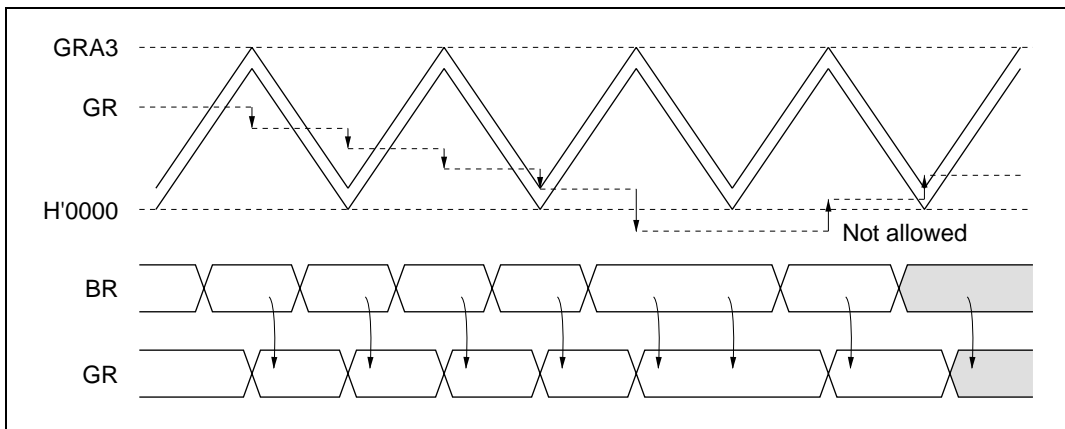 GRA3
GR
H'0000
Not allowed
BR
GR